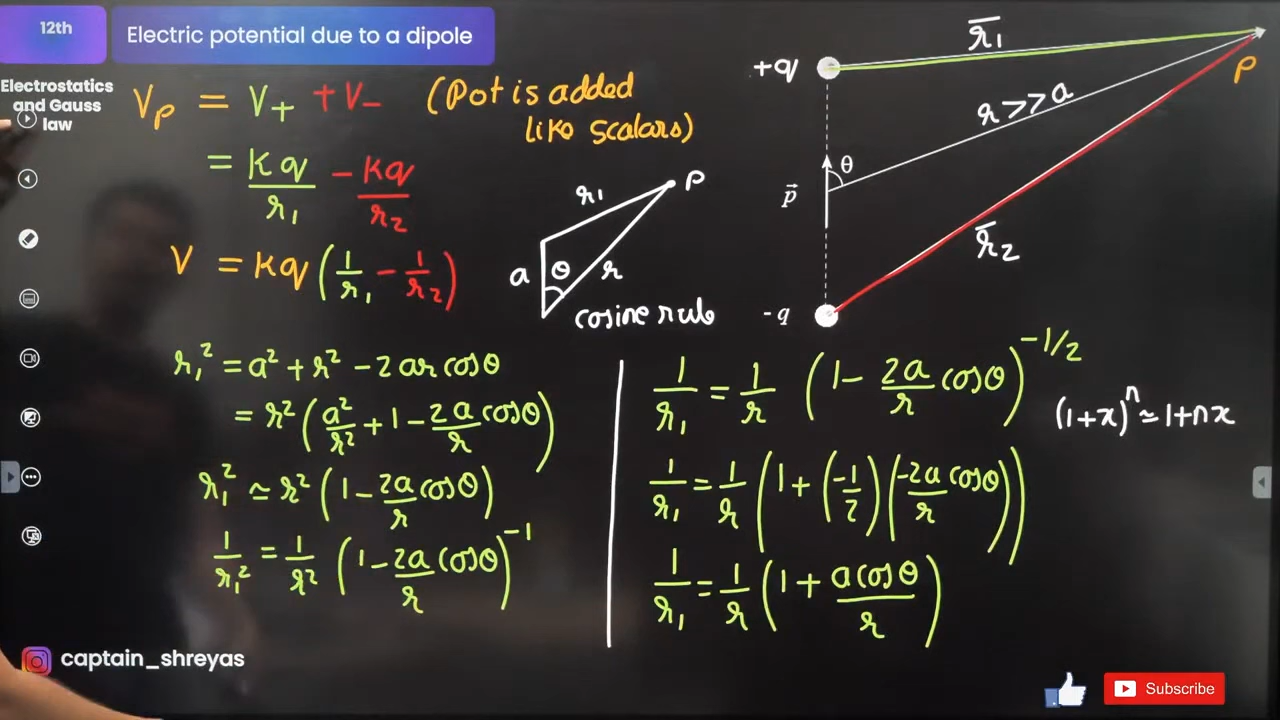 12th
Electric potential due to a dipole
Electrostatics
and Gauss
law
V_P = V₊ + V₋ (Pot is added
like scalars)
= kq/r₁ - kq/r₂
V = kq (1/r₁ - 1/r₂)
r₁
P
a
θ
r
cosine rule
+q
r̅₁
P
r>>a
θ
p⃗
r̅₂
-q
r₁² = a² + r² - 2ar cosθ
= r² (a²/r² + 1 - 2a/r cosθ)
r₁² ≃ r² (1 - 2a/r cosθ)
1/r₁² = 1/r² (1 - 2a/r cosθ)⁻¹
1/r₁ = 1/r (1 - 2a/r cosθ)^(-1/2)
(1+x)ⁿ ≃ 1+nx
1/r₁ = 1/r (1 + (-1/2)(-2a/r cosθ))
1/r₁ = 1/r (1 + a cosθ/r)
captain_shreyas
Subscribe